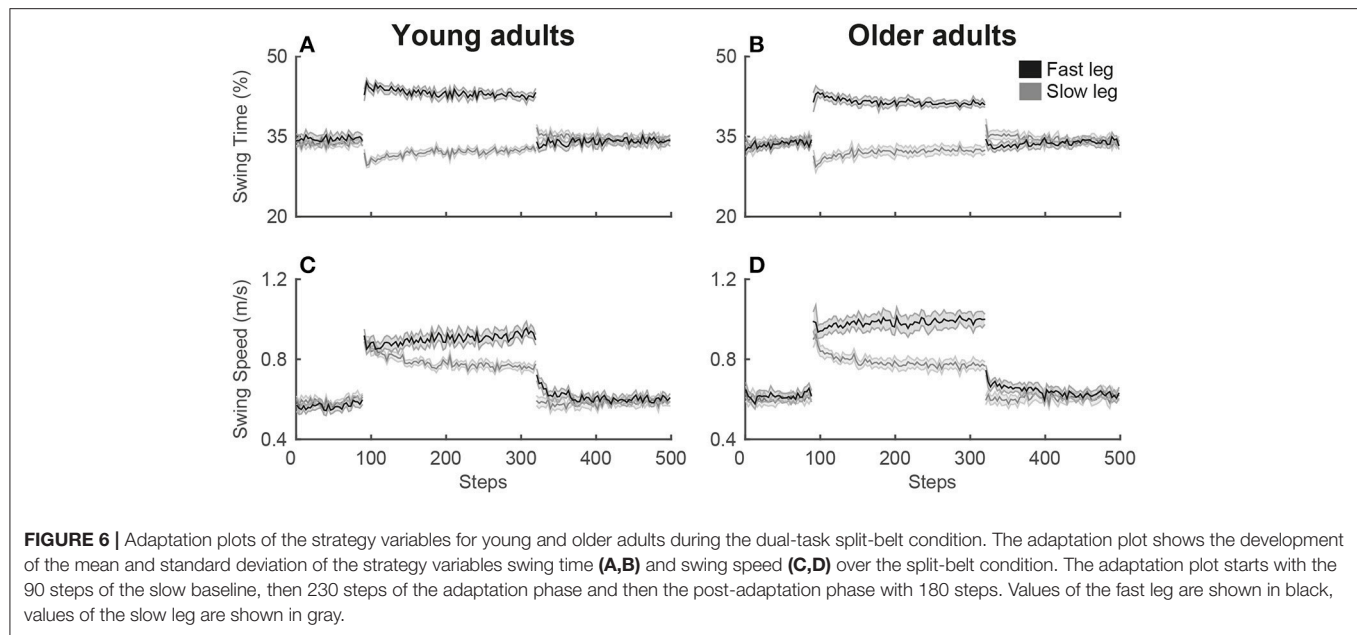 Young adults
Older adults
A
B
Fast leg
Slow leg
50
35
20
Swing Time (%)
50
35
20
C
D
1.2
0.8
0.4
Swing Speed (m/s)
1.2
0.8
0.4
0 100 200 300 400 500
Steps
0 100 200 300 400 500
Steps
FIGURE 6 | Adaptation plots of the strategy variables for young and older adults during the dual-task split-belt condition. The adaptation plot shows the development
of the mean and standard deviation of the strategy variables swing time (A,B) and swing speed (C,D) over the split-belt condition. The adaptation plot starts with the
90 steps of the slow baseline, then 230 steps of the adaptation phase and then the post-adaptation phase with 180 steps. Values of the fast leg are shown in black,
values of the slow leg are shown in gray.